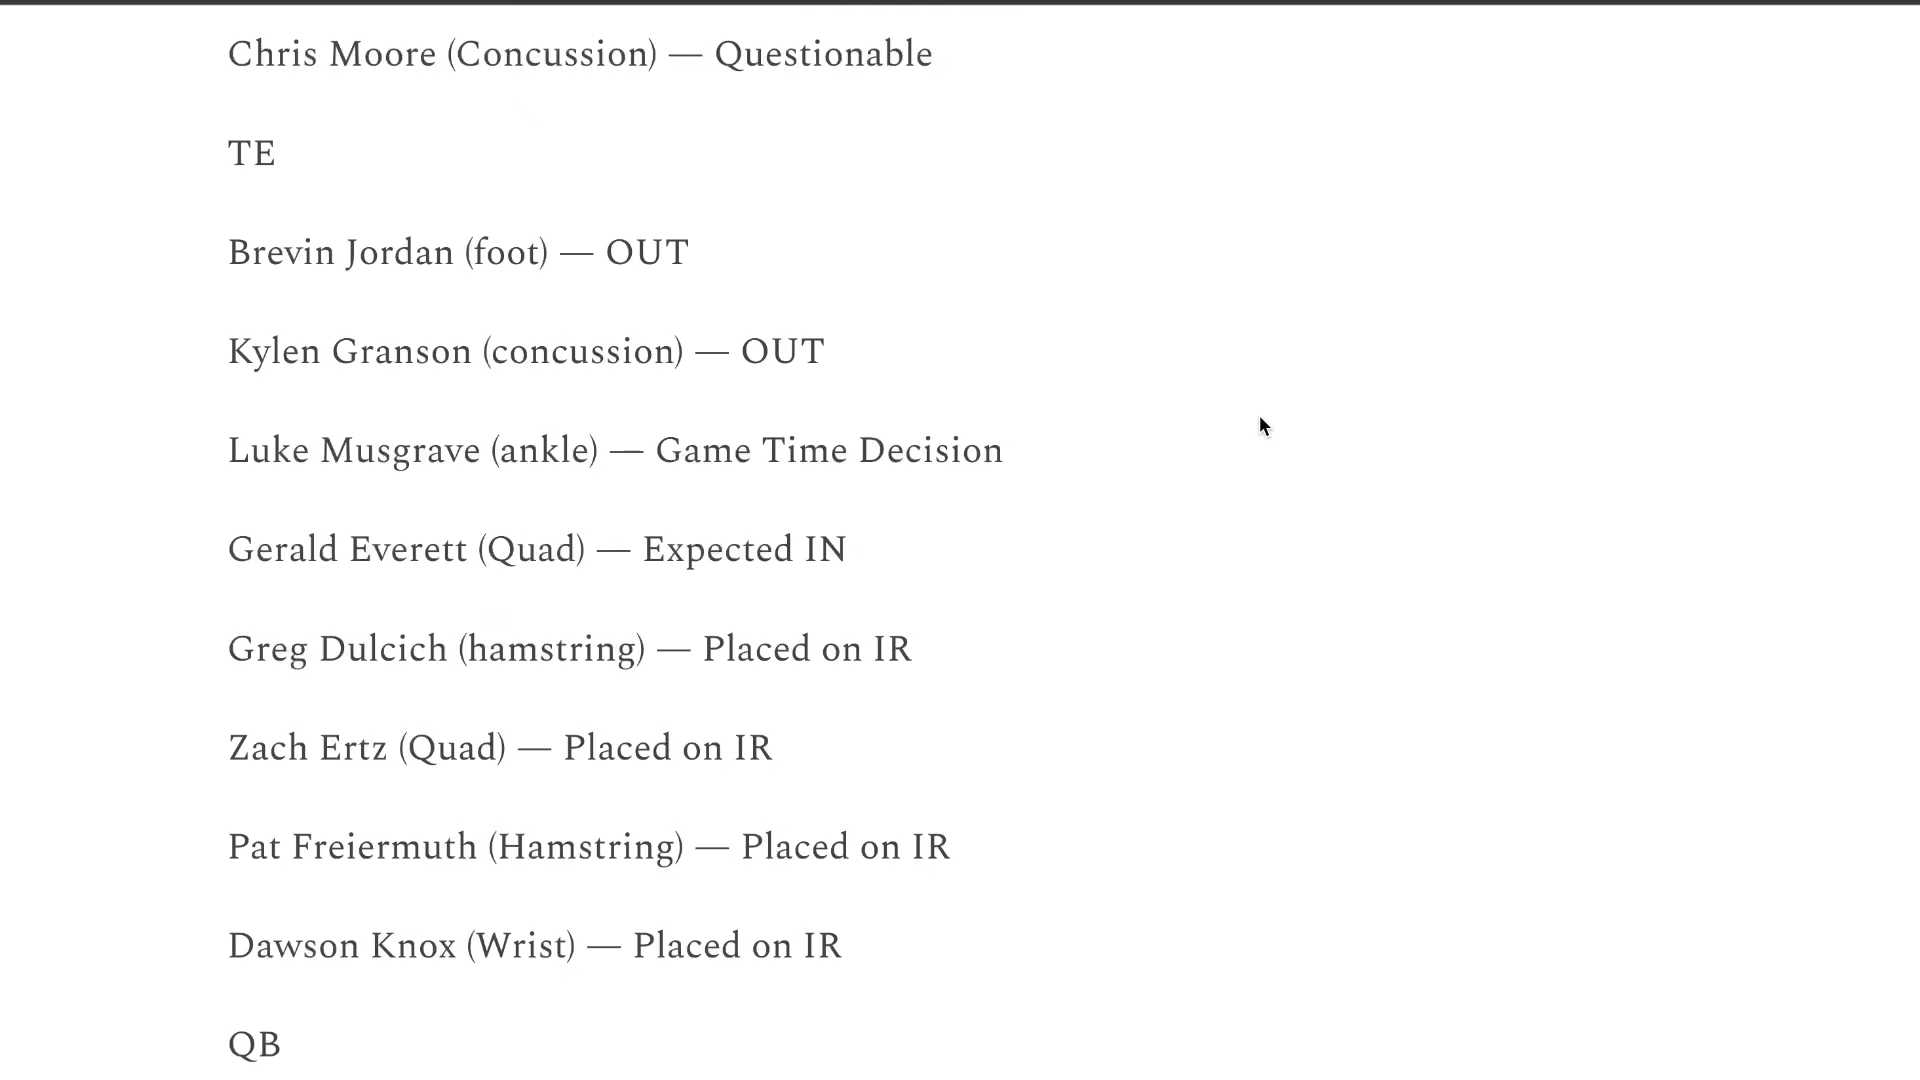 Chris Moore (Concussion) — Questionable
TE
Brevin Jordan (foot) — OUT
Kylen Granson (concussion) — OUT
Luke Musgrave (ankle) — Game Time Decision
Gerald Everett (Quad) — Expected IN
Greg Dulcich (hamstring) — Placed on IR
Zach Ertz (Quad) — Placed on IR
Pat Freiermuth (Hamstring) — Placed on IR
Dawson Knox (Wrist) — Placed on IR
QB